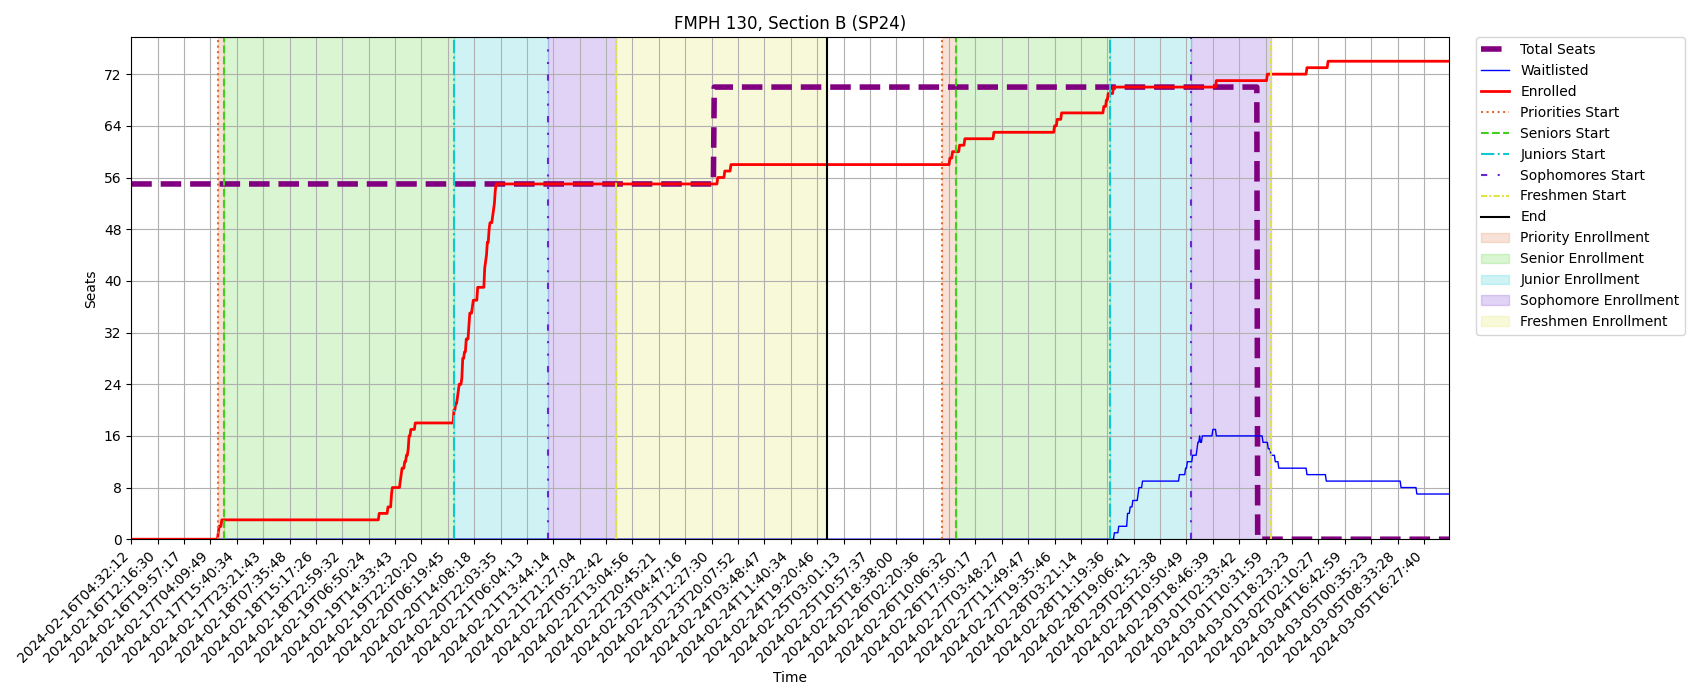 FMPH 130, Section B (SP24)
Seats
72
64
56
48
40
32
24
16
8
0
2024-02-16T04:32:12
2024-02-16T12:16:30
2024-02-16T19:57:17
2024-02-17T04:09:49
2024-02-17T15:40:34
2024-02-17T23:21:43
2024-02-18T07:35:48
2024-02-18T15:17:26
2024-02-18T22:59:32
2024-02-19T06:50:24
2024-02-19T14:33:43
2024-02-19T22:20:20
2024-02-20T06:19:45
2024-02-20T14:08:18
2024-02-20T22:03:35
2024-02-21T06:04:13
2024-02-21T13:44:14
2024-02-21T21:27:04
2024-02-22T05:22:42
2024-02-22T13:04:56
2024-02-22T20:45:21
2024-02-23T04:47:16
2024-02-23T12:27:30
2024-02-23T20:07:52
2024-02-24T03:48:47
2024-02-24T11:40:34
2024-02-24T19:20:46
2024-02-25T03:01:13
2024-02-25T10:57:37
2024-02-25T18:38:00
2024-02-26T02:20:36
2024-02-26T10:06:32
2024-02-26T17:50:17
2024-02-27T03:48:27
2024-02-27T11:49:47
2024-02-27T19:35:46
2024-02-28T03:21:14
2024-02-28T11:19:36
2024-02-28T19:06:41
2024-02-29T02:52:38
2024-02-29T10:50:49
2024-02-29T18:46:39
2024-03-01T02:33:42
2024-03-01T10:31:59
2024-03-01T18:23:23
2024-03-02T02:10:27
2024-03-04T16:42:59
2024-03-05T00:35:23
2024-03-05T08:33:28
2024-03-05T16:27:40
Time
Total Seats
Waitlisted
Enrolled
Priorities Start
Seniors Start
Juniors Start
Sophomores Start
Freshmen Start
End
Priority Enrollment
Senior Enrollment
Junior Enrollment
Sophomore Enrollment
Freshmen Enrollment